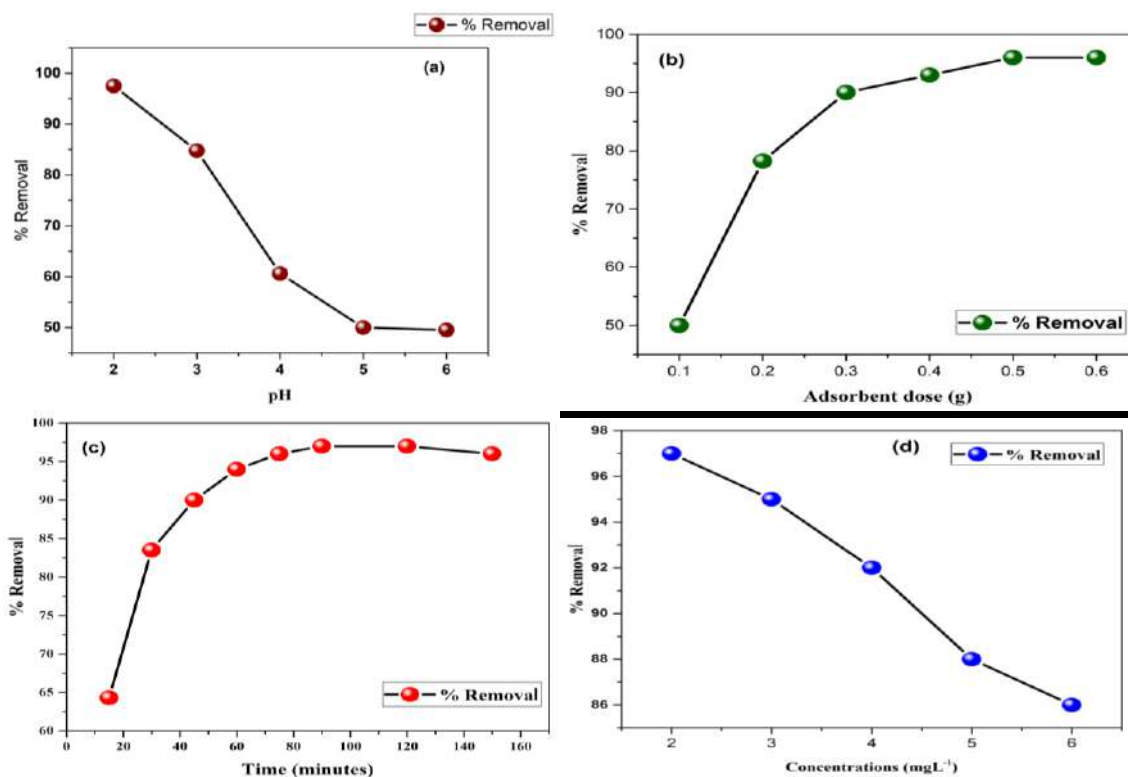 % Removal
(a)
100
90
80
70
60
50
% Removal
2 3 4 5 6
pH
100
(b)
90
80
70
60
50
% Removal
% Removal
0.1 0.2 0.3 0.4 0.5 0.6
Adsorbent dose (g)
100
(c)
95
90
85
80
75
70
65
60
% Removal
% Removal
0 20 40 60 80 100 120 140 160
Time (minutes)
98
(d)
% Removal
96
94
92
90
88
86
% Removal
2 3 4 5 6
Concentrations (mgL⁻¹)